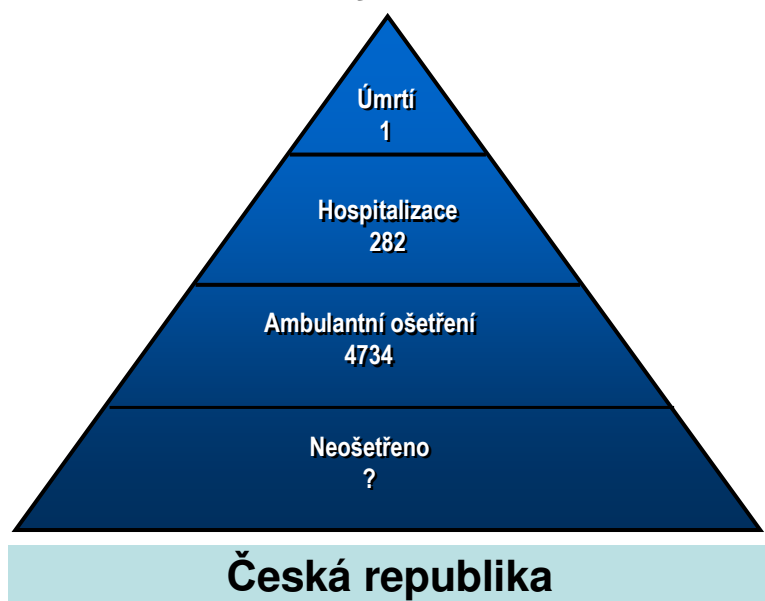 Úmrtí
1
Hospitalizace
282
Ambulantní ošetření
4734
Neošetřeno
?
Česká republika